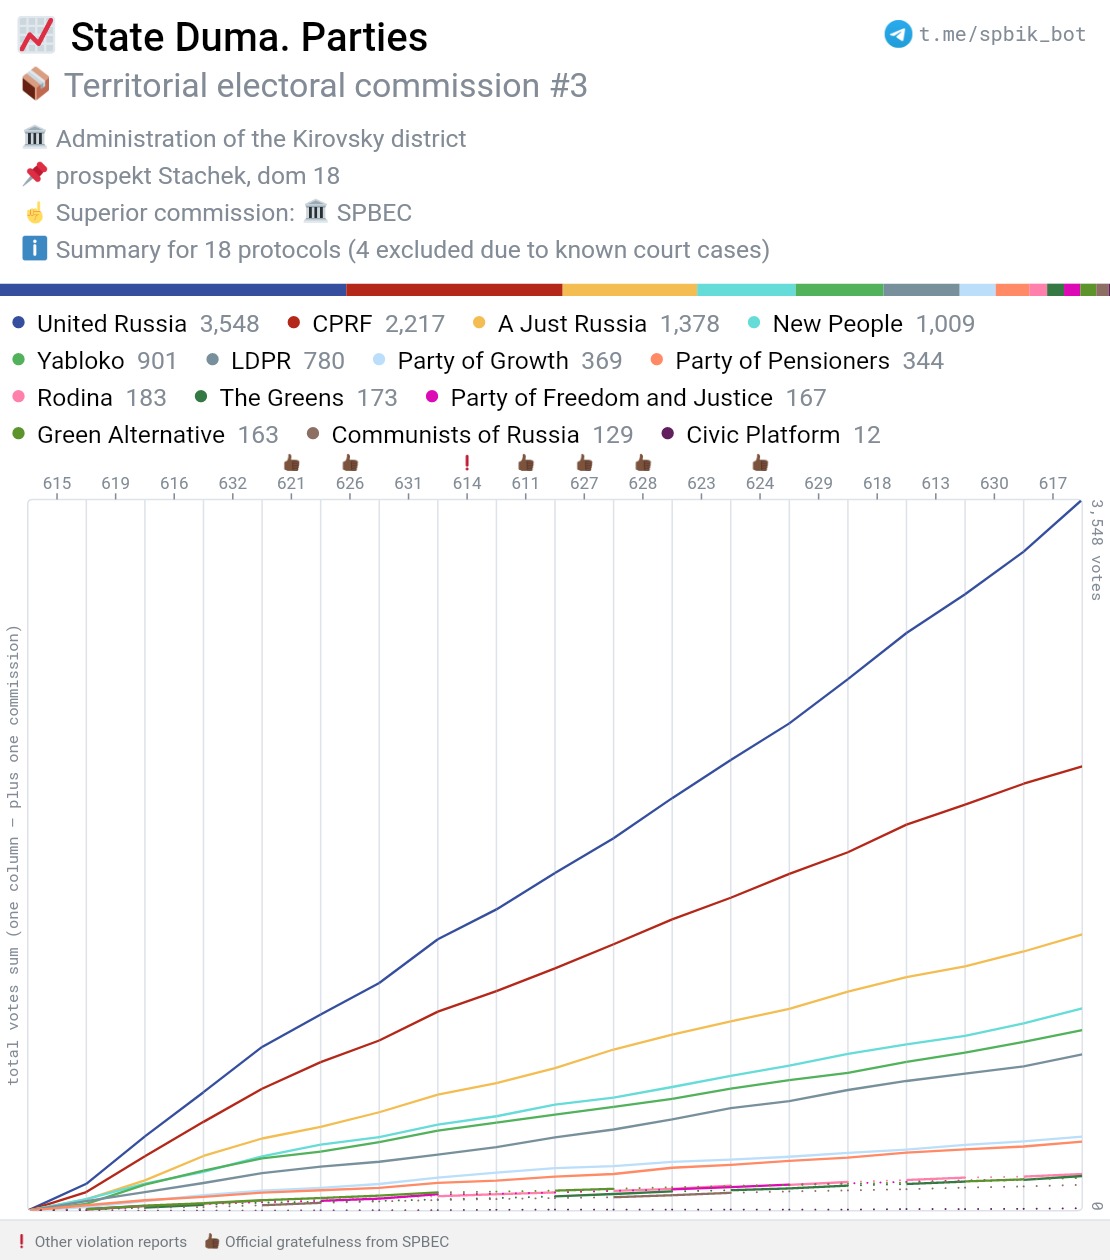 State Duma. Parties
t.me/spbik_bot
Territorial electoral commission #3
Administration of the Kirovsky district
prospekt Stachek, dom 18
Superior commission: SPBEC
Summary for 18 protocols (4 excluded due to known court cases)
United Russia 3,548 CPRF 2,217 A Just Russia 1,378 New People 1,009
Yabloko 901 LDPR 780 Party of Growth 369 Party of Pensioners 344
Rodina 183 The Greens 173 Party of Freedom and Justice 167
Green Alternative 163 Communists of Russia 129 Civic Platform 12
615 619 616 632 621 626 631 614 611 627 628 623 624 629 618 613 630 617
3,548 votes
total votes sum (one column – plus one commission)
0
Other violation reports Official gratefulness from SPBEC